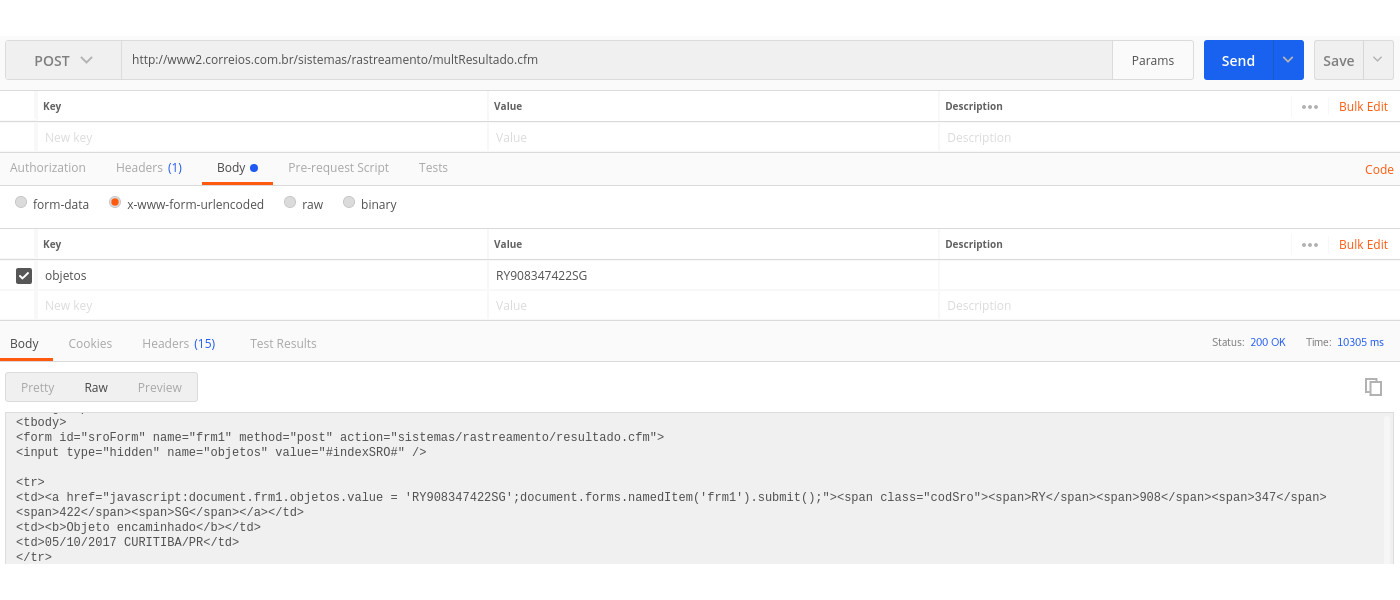 POST http://www2.correios.com.br/sistemas/rastreamento/multResultado.cfm Params Send Save
Key Value Description Bulk Edit
New key Value Description
Authorization Headers (1) Body Pre-request Script Tests Code
form-data x-www-form-urlencoded raw binary
Key Value Description Bulk Edit
objetos RY908347422SG
New key Value Description
Body Cookies Headers (15) Test Results Status: 200 OK Time: 10305 ms
Pretty Raw Preview
<tbody>
<form id="sroForm" name="frm1" method="post" action="sistemas/rastreamento/resultado.cfm">
<input type="hidden" name="objetos" value="#indexSRO#" />
<tr>
<td><a href="javascript:document.frm1.objetos.value = 'RY908347422SG';document.forms.namedItem('frm1').submit();"><span class="codSro"><span>RY</span><span>908</span><span>347</span>
<span>422</span><span>SG</span></a></td>
<td><b>Objeto encaminhado</b></td>
<td>05/10/2017 CURITIBA/PR</td>
</tr>